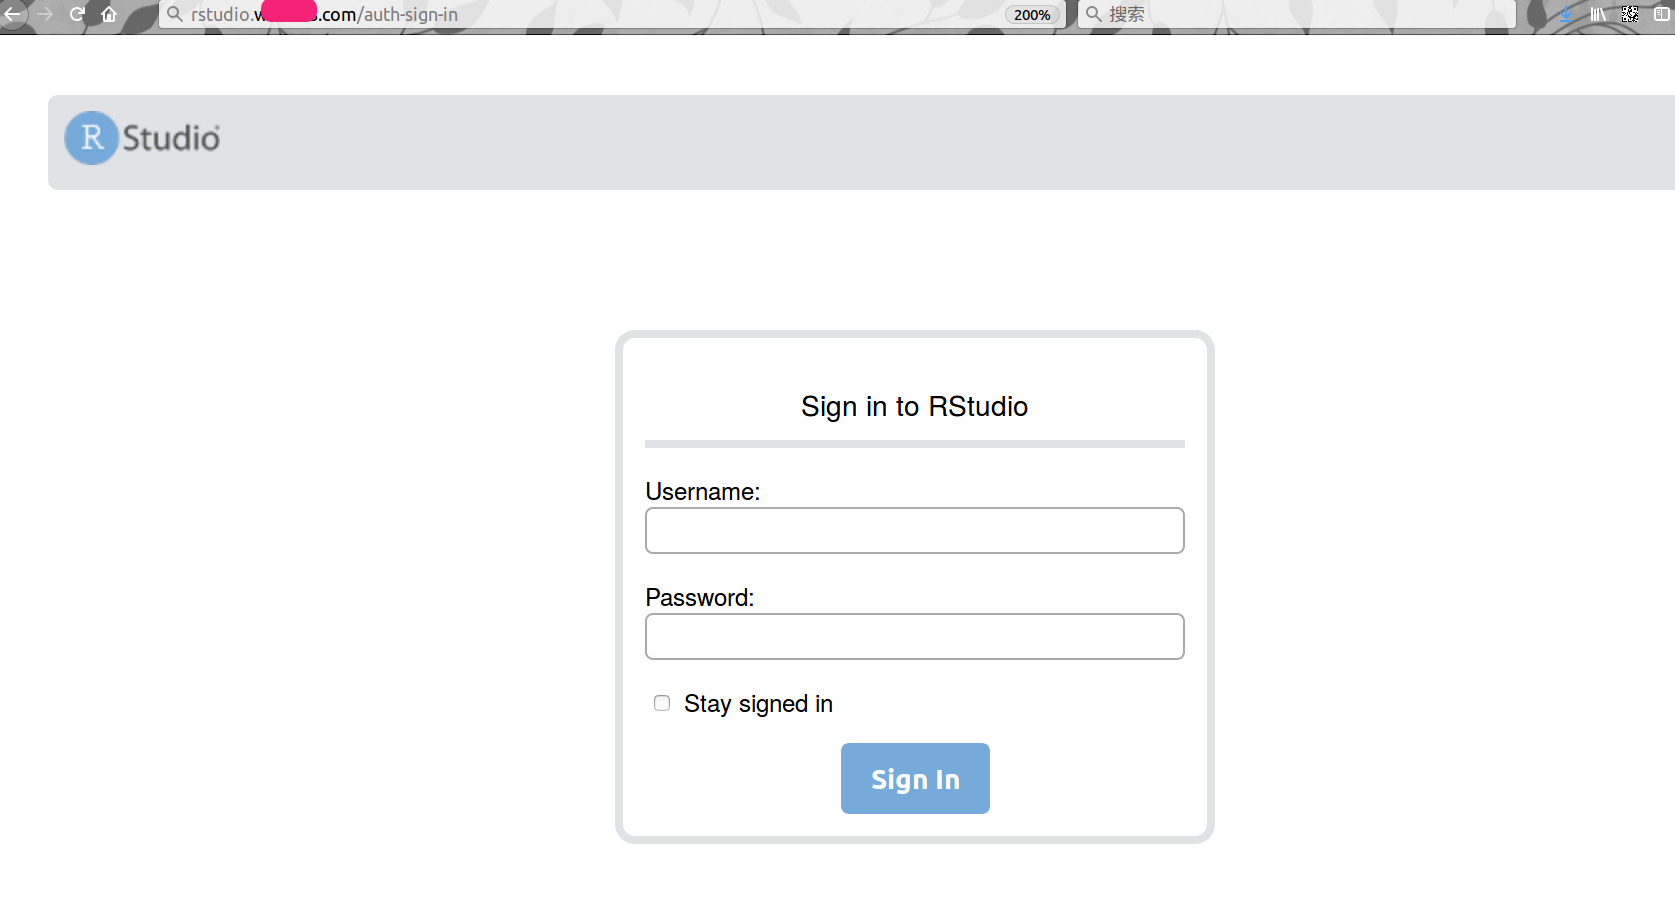 rstudio.w s.com/auth-sign-in 200% 搜索
R Studio
Sign in to RStudio
Username:
Password:
Stay signed in
Sign In